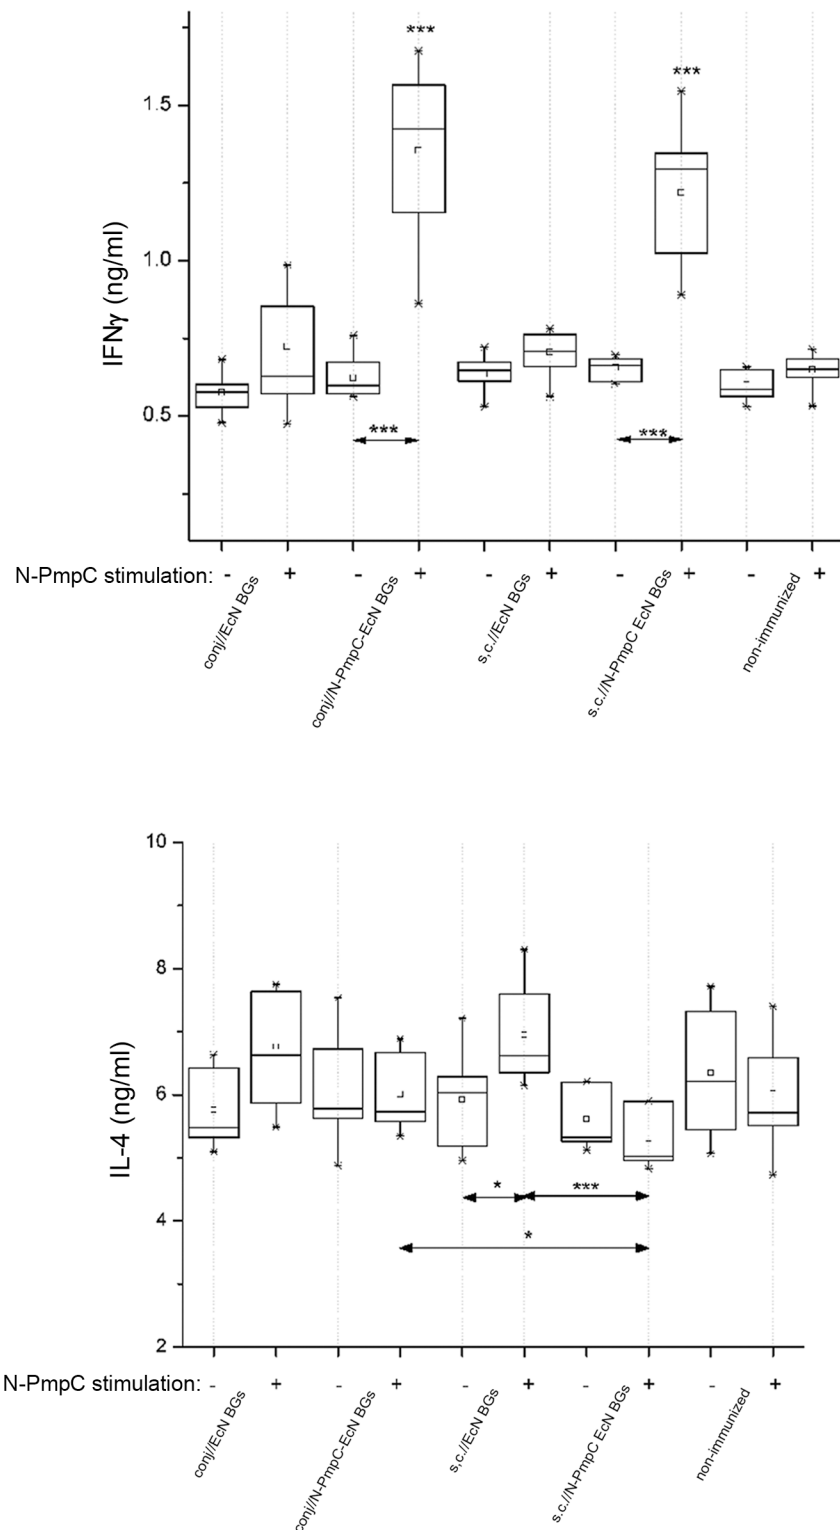 ***
***
1.5
1.0
0.5
IFNγ (ng/ml)
***
***
N-PmpC stimulation: - + - + - + - + - +
conj//EcN BGs
conj//N-PmpC-EcN BGs
s,c.//EcN BGs
s.c.//N-PmpC EcN BGs
non-immunized
10
8
6
4
2
IL-4 (ng/ml)
*
***
*
N-PmpC stimulation: - + - + - + - + - +
conj//EcN BGs
conj//N-PmpC-EcN BGs
s,c.//EcN BGs
s.c.//N-PmpC EcN BGs
non-immunized